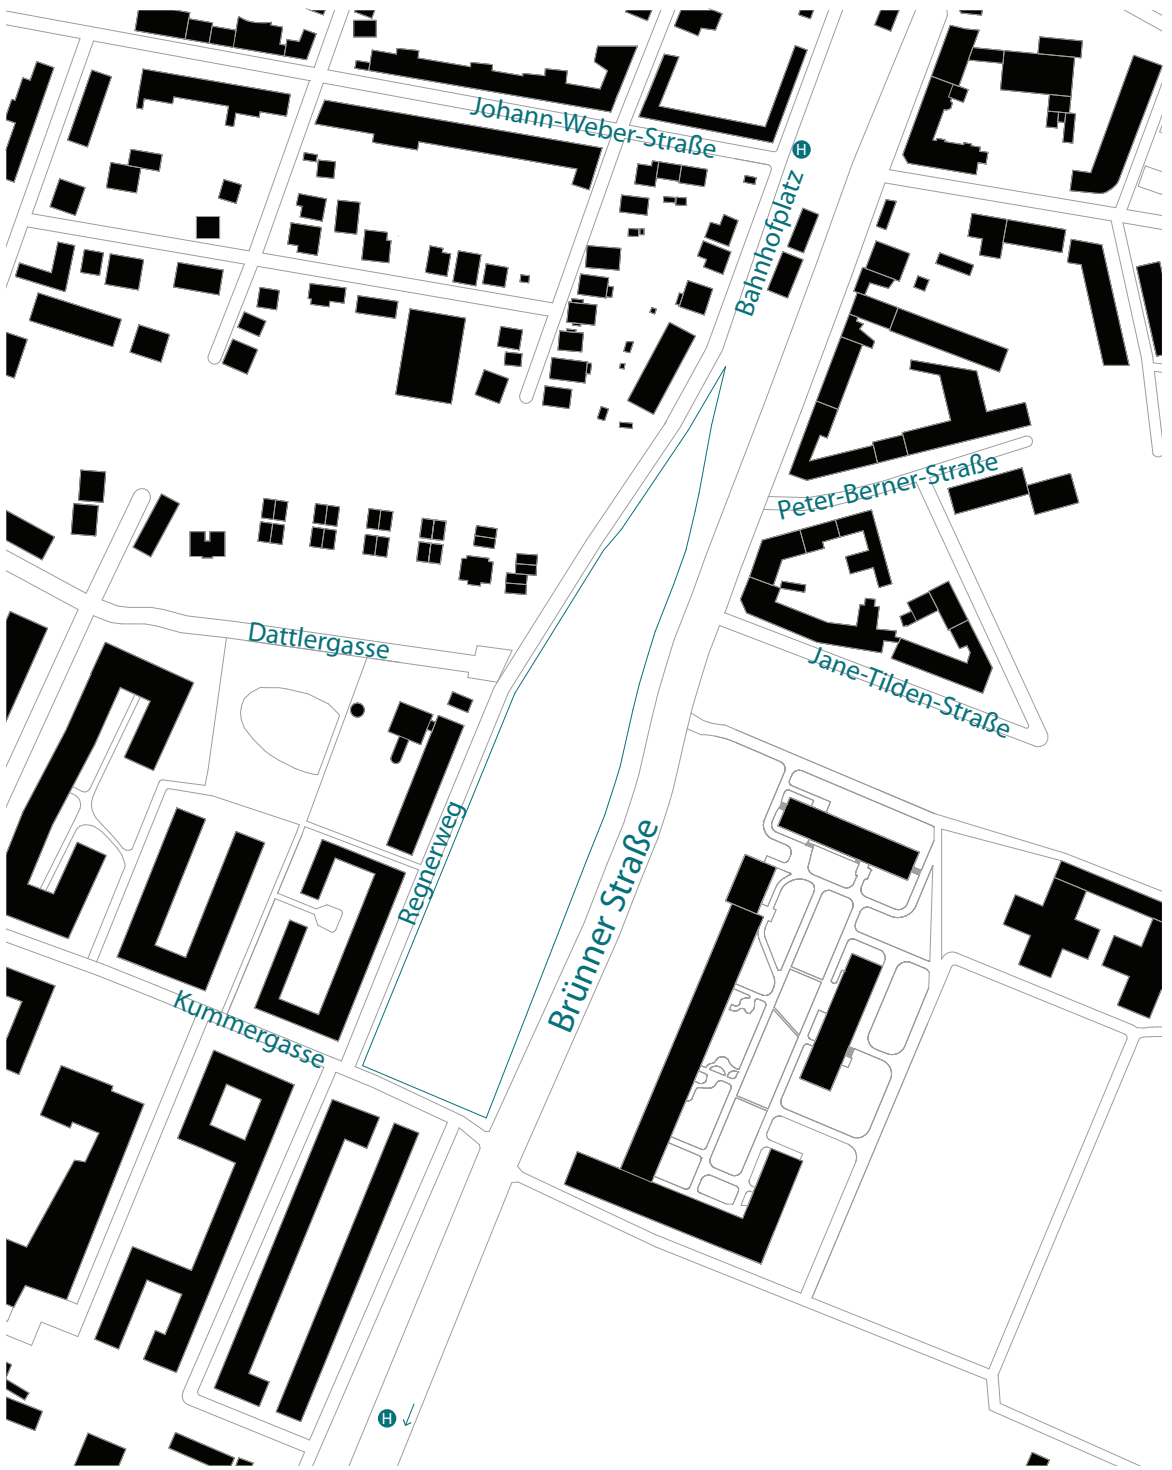 Johann-Weber-Straße
H
Bahnhofplatz
Peter-Berner-Straße
Dattlergasse
Jane-Tilden-Straße
Regnerweg
Brünner Straße
Kummergasse
H